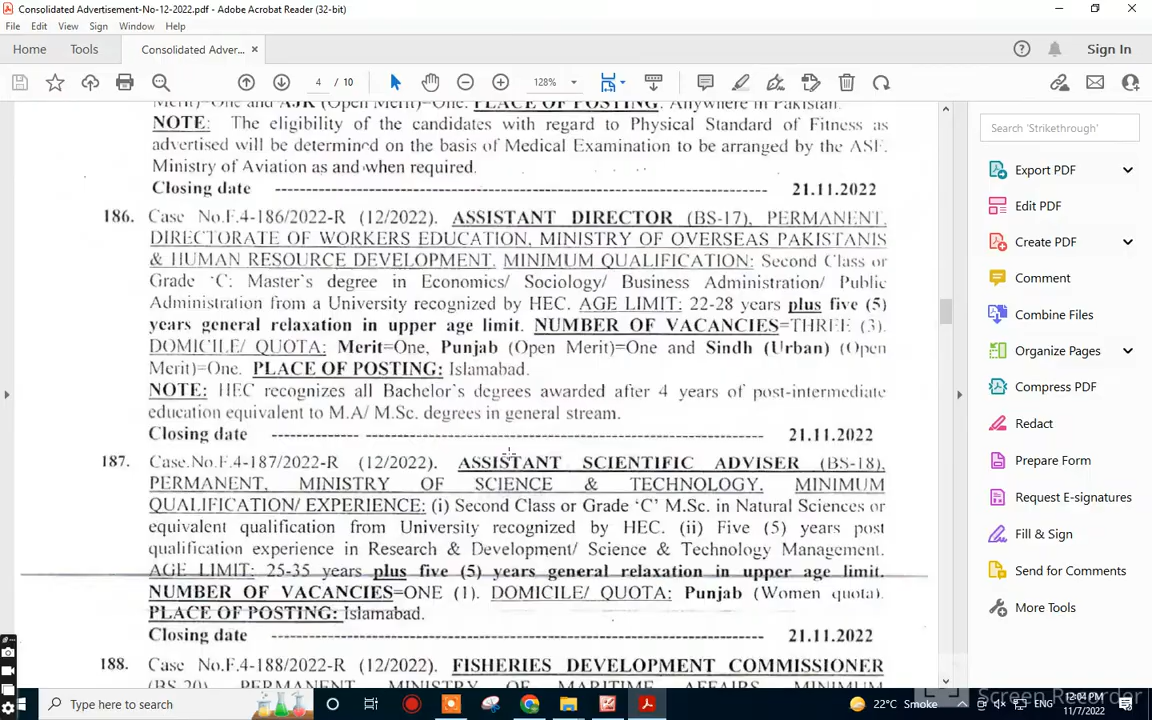 Consolidated Advertisement-No-12-2022.pdf - Adobe Acrobat Reader (32-bit)
File Edit View Sign Window Help
Home Tools Consolidated Adver... × Sign In
4 / 10 128%
Merit)=One and AJK (Open Merit)=One. PLACE OF POSTING: Anywhere in Pakistan.
NOTE: The eligibility of the candidates with regard to Physical Standard of Fitness as
advertised will be determined on the basis of Medical Examination to be arranged by the ASF,
Ministry of Aviation as and when required.
Closing date ---------------------------------------------------------------- 21.11.2022
186. Case No.F.4-186/2022-R (12/2022). ASSISTANT DIRECTOR (BS-17), PERMANENT,
DIRECTORATE OF WORKERS EDUCATION, MINISTRY OF OVERSEAS PAKISTANIS
& HUMAN RESOURCE DEVELOPMENT. MINIMUM QUALIFICATION: Second Class or
Grade 'C' Master's degree in Economics/ Sociology/ Business Administration/ Public
Administration from a University recognized by HEC. AGE LIMIT: 22-28 years plus five (5)
years general relaxation in upper age limit. NUMBER OF VACANCIES=THREE (3).
DOMICILE/ QUOTA: Merit=One, Punjab (Open Merit)=One and Sindh (Urban) (Open
Merit)=One. PLACE OF POSTING: Islamabad.
NOTE: HEC recognizes all Bachelor's degrees awarded after 4 years of post-intermediate
education equivalent to M.A/ M.Sc. degrees in general stream.
Closing date ------------- --------------------------------------------------- 21.11.2022
187. Case.No.F.4-187/2022-R (12/2022). ASSISTANT SCIENTIFIC ADVISER (BS-18),
PERMANENT, MINISTRY OF SCIENCE & TECHNOLOGY. MINIMUM
QUALIFICATION/ EXPERIENCE: (i) Second Class or Grade 'C' M.Sc. in Natural Sciences or
equivalent qualification from University recognized by HEC. (ii) Five (5) years post
qualification experience in Research & Development/ Science & Technology Management.
AGE LIMIT: 25-35 years plus five (5) years general relaxation in upper age limit.
NUMBER OF VACANCIES=ONE (1). DOMICILE/ QUOTA: Punjab (Women quota).
PLACE OF POSTING: Islamabad.
Closing date ---------------------------------------------------------------- 21.11.2022
188. Case No.F.4-188/2022-R (12/2022). FISHERIES DEVELOPMENT COMMISSIONER
(BS-20), PERMANENT, MINISTRY OF MARITIME AFFAIRS. MINIMUM
Search 'Strikethrough'
Export PDF
Edit PDF
Create PDF
Comment
Combine Files
Organize Pages
Compress PDF
Redact
Prepare Form
Request E-signatures
Fill & Sign
Send for Comments
More Tools
Screen Recorder
Type here to search
22°C Smoke
ENG
12:04 PM
11/7/2022